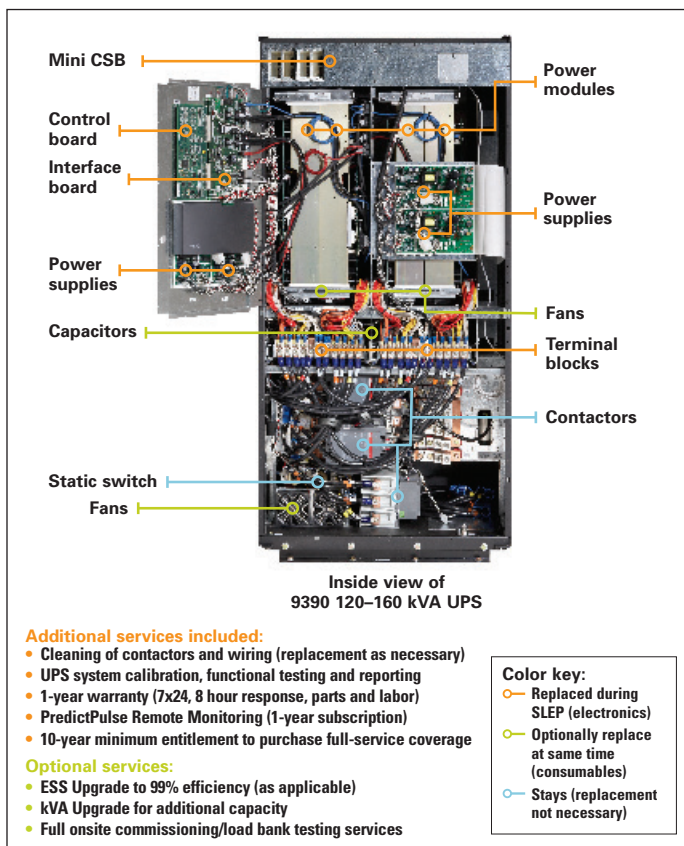 Mini CSB
Power
modules
Control
board
Interface
board
Power
supplies
Power
supplies
Fans
Capacitors
Terminal
blocks
Contactors
Static switch
Fans
Inside view of
9390 120–160 kVA UPS
Additional services included:
• Cleaning of contactors and wiring (replacement as necessary)
• UPS system calibration, functional testing and reporting
• 1-year warranty (7x24, 8 hour response, parts and labor)
• PredictPulse Remote Monitoring (1-year subscription)
• 10-year minimum entitlement to purchase full-service coverage
Optional services:
• ESS Upgrade to 99% efficiency (as applicable)
• kVA Upgrade for additional capacity
• Full onsite commissioning/load bank testing services
Color key:
Replaced during
SLEP (electronics)
Optionally replace
at same time
(consumables)
Stays (replacement
not necessary)